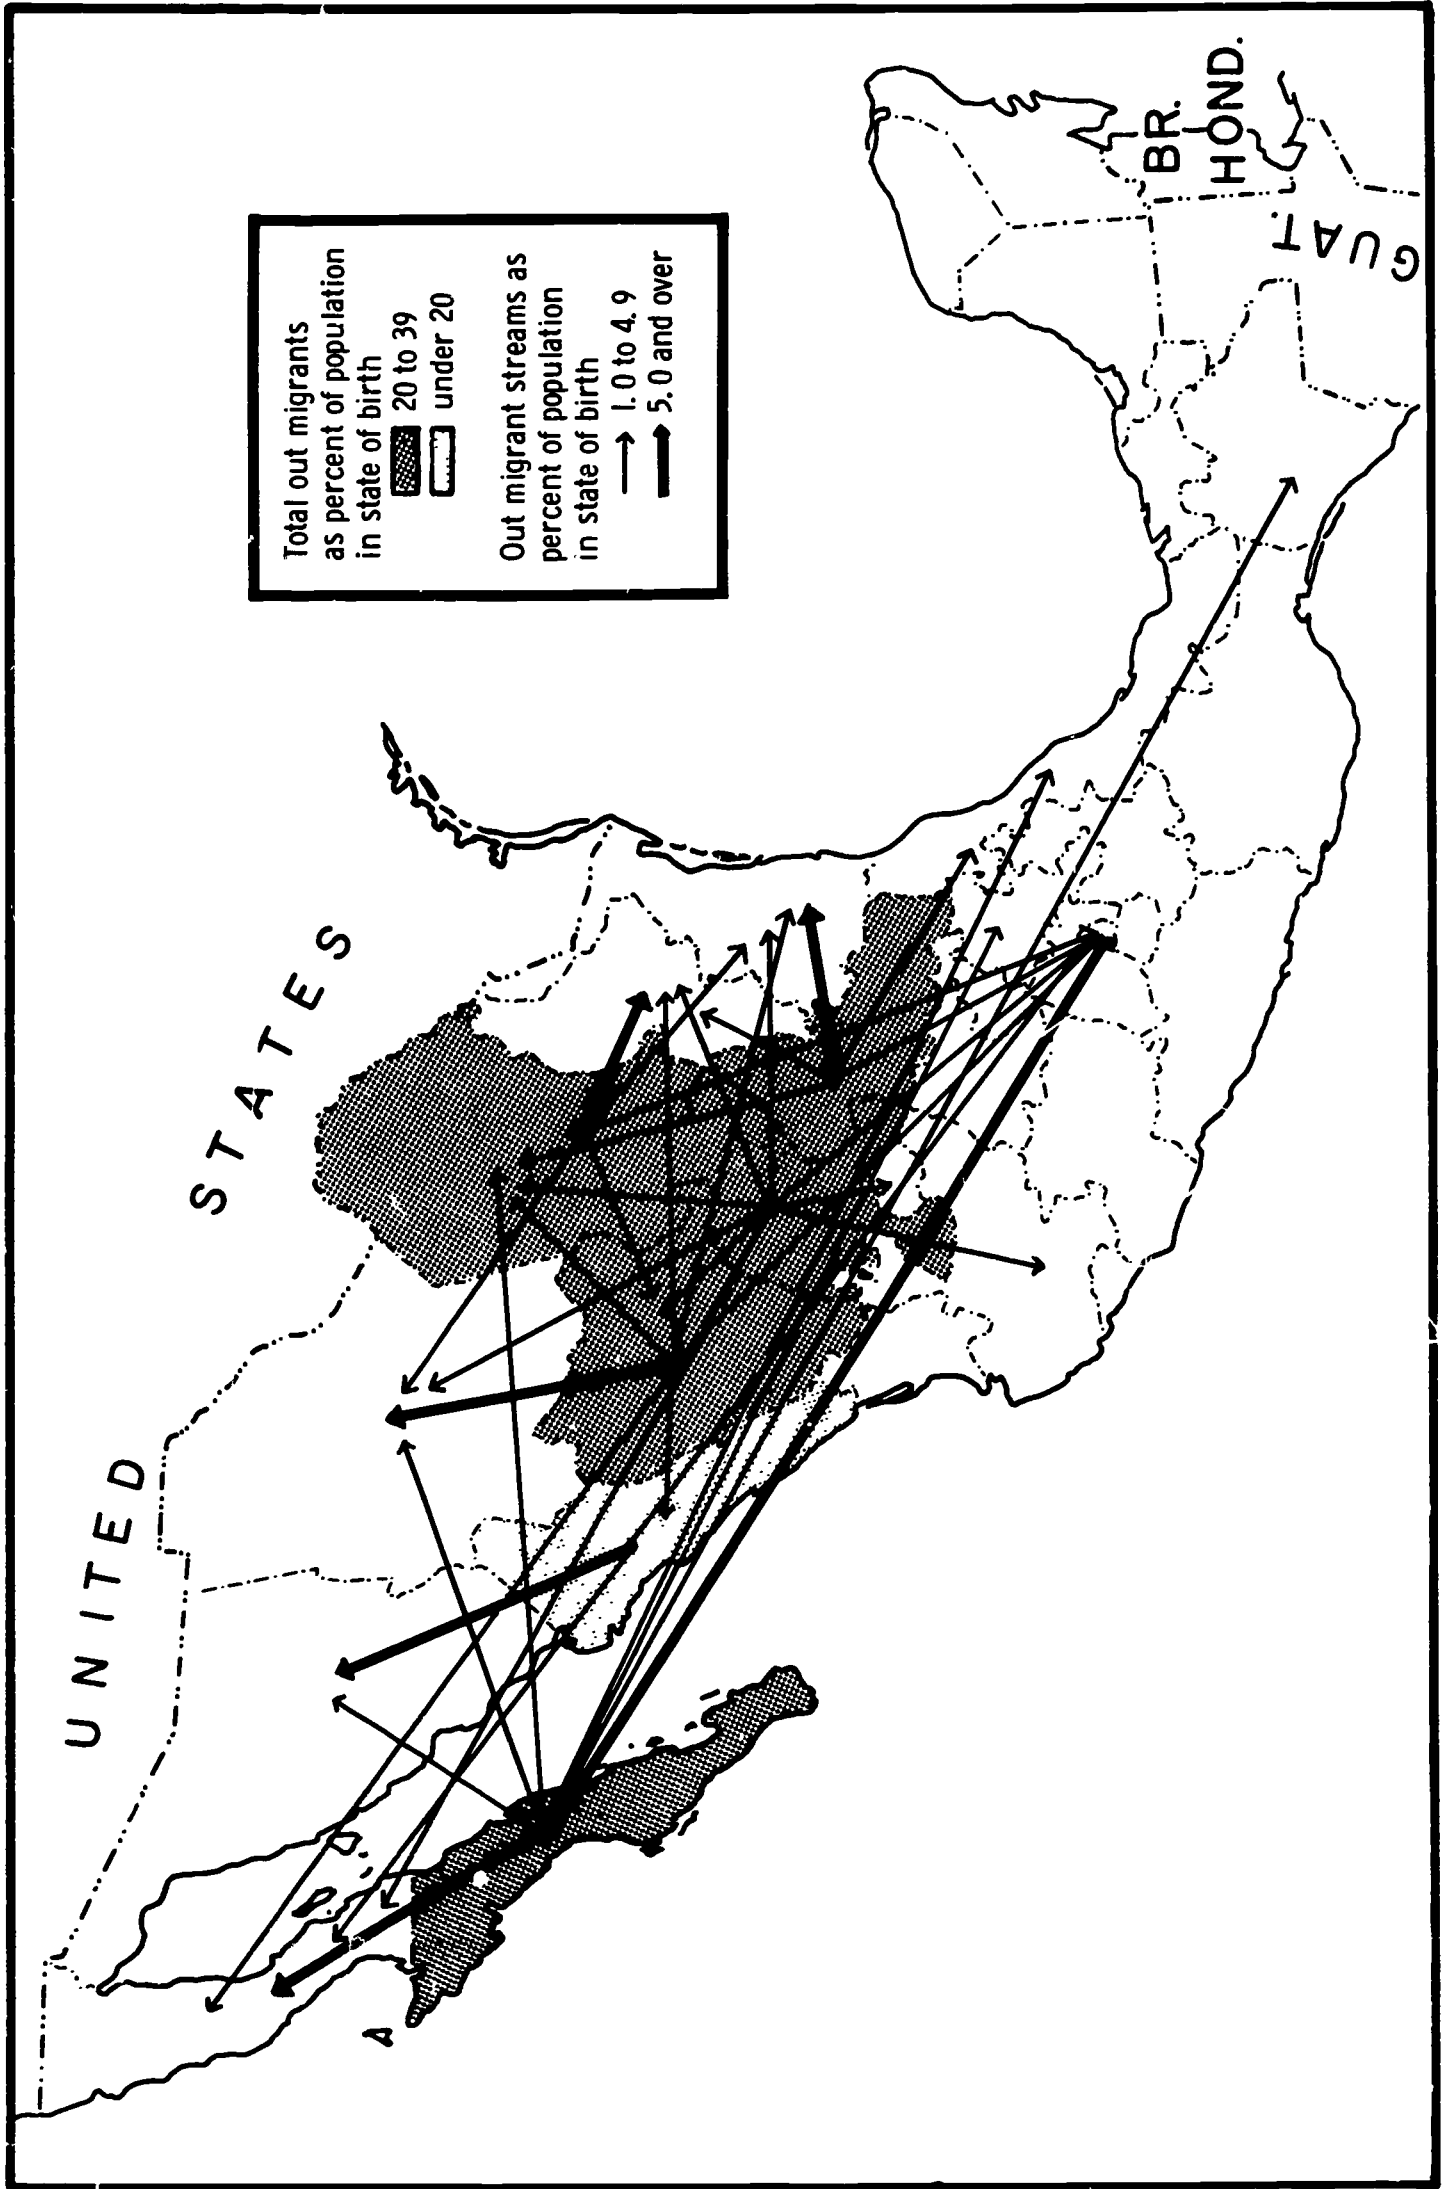 UNITED
STATES
Total out migrants
as percent of population
in state of birth
20 to 39
under 20
Out migrant streams as
percent of population
in state of birth
1.0 to 4.9
5.0 and over
BR.
HOND.
GUAT.
A